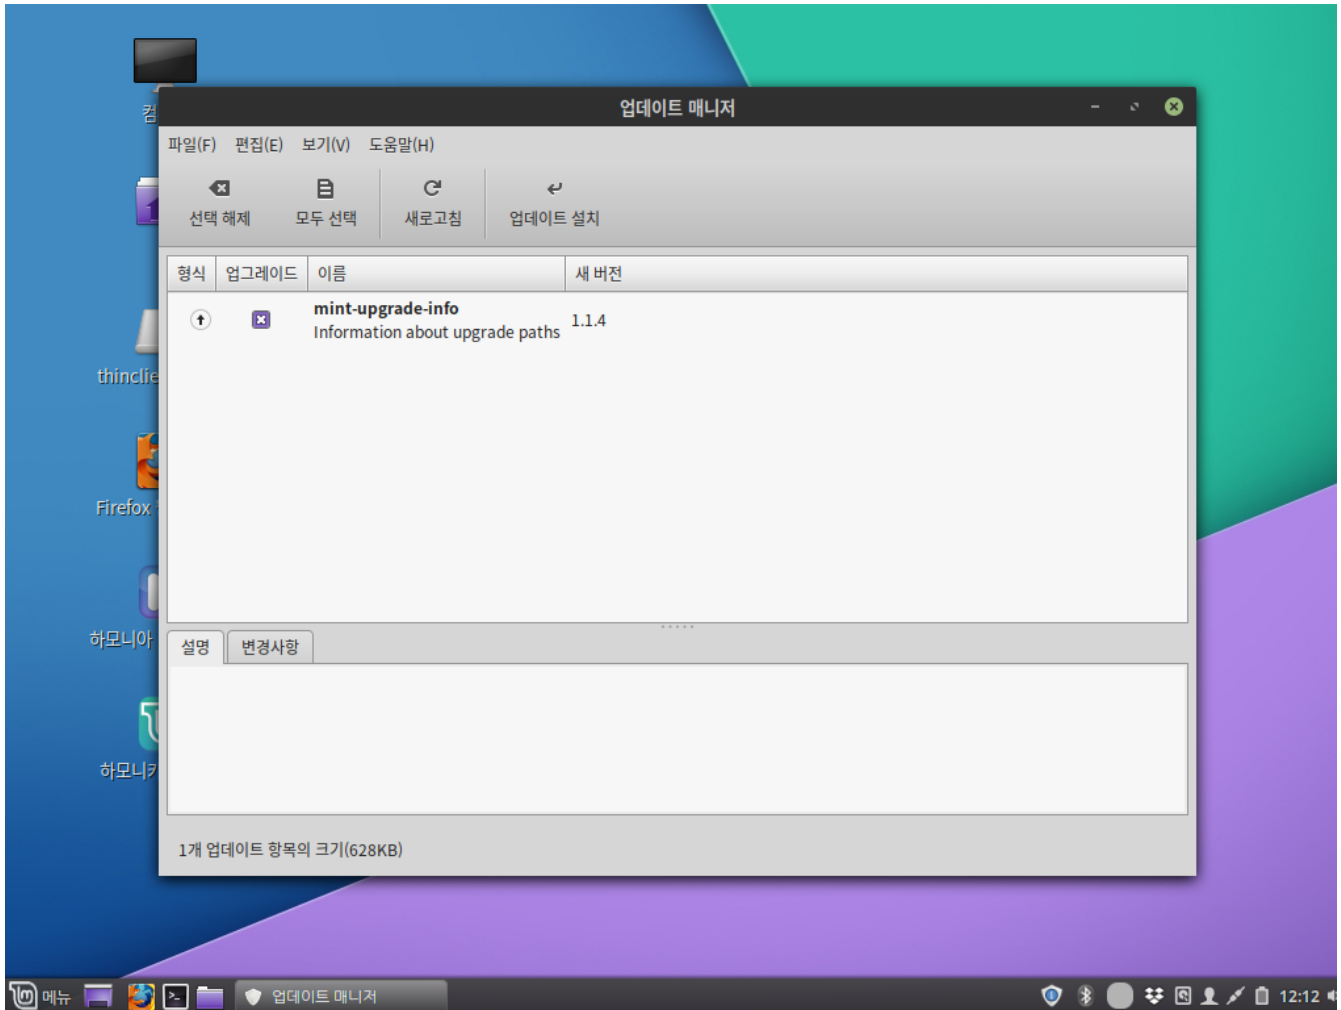 컴
업데이트 매니저
파일(F) 편집(E) 보기(V) 도움말(H)
선택 해제 모두 선택 새로고침 업데이트 설치
형식 업그레이드 이름 새 버전
mint-upgrade-info
Information about upgrade paths 1.1.4
thinclie
Firefox
하모니아
하모니카
설명 변경사항
1개 업데이트 항목의 크기(628KB)
메뉴 업데이트 매니저 12:12